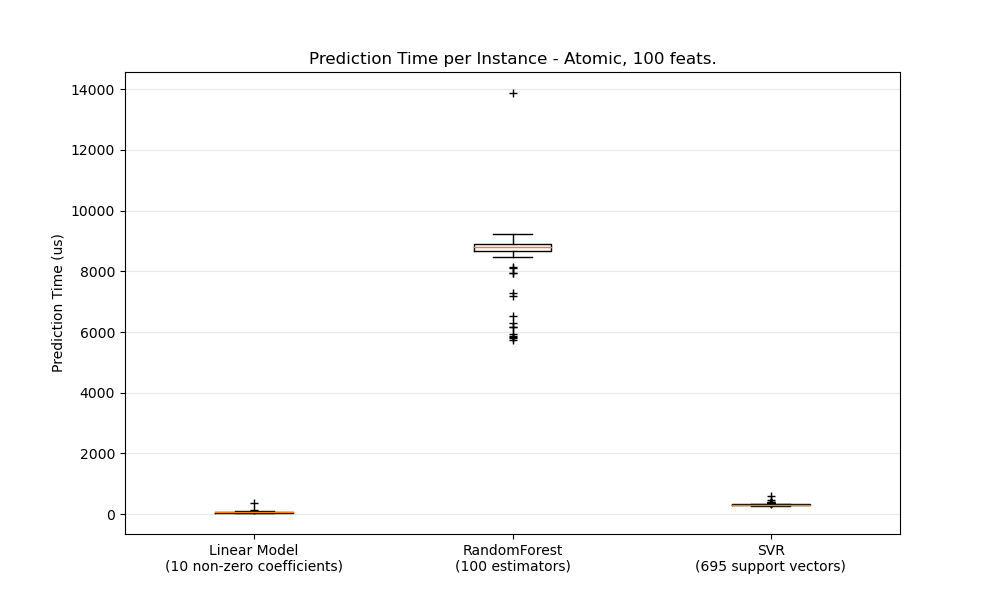 Prediction Time per Instance - Atomic, 100 feats.
Prediction Time (us)
14000
12000
10000
8000
6000
4000
2000
0
Linear Model
(10 non-zero coefficients)
RandomForest
(100 estimators)
SVR
(695 support vectors)